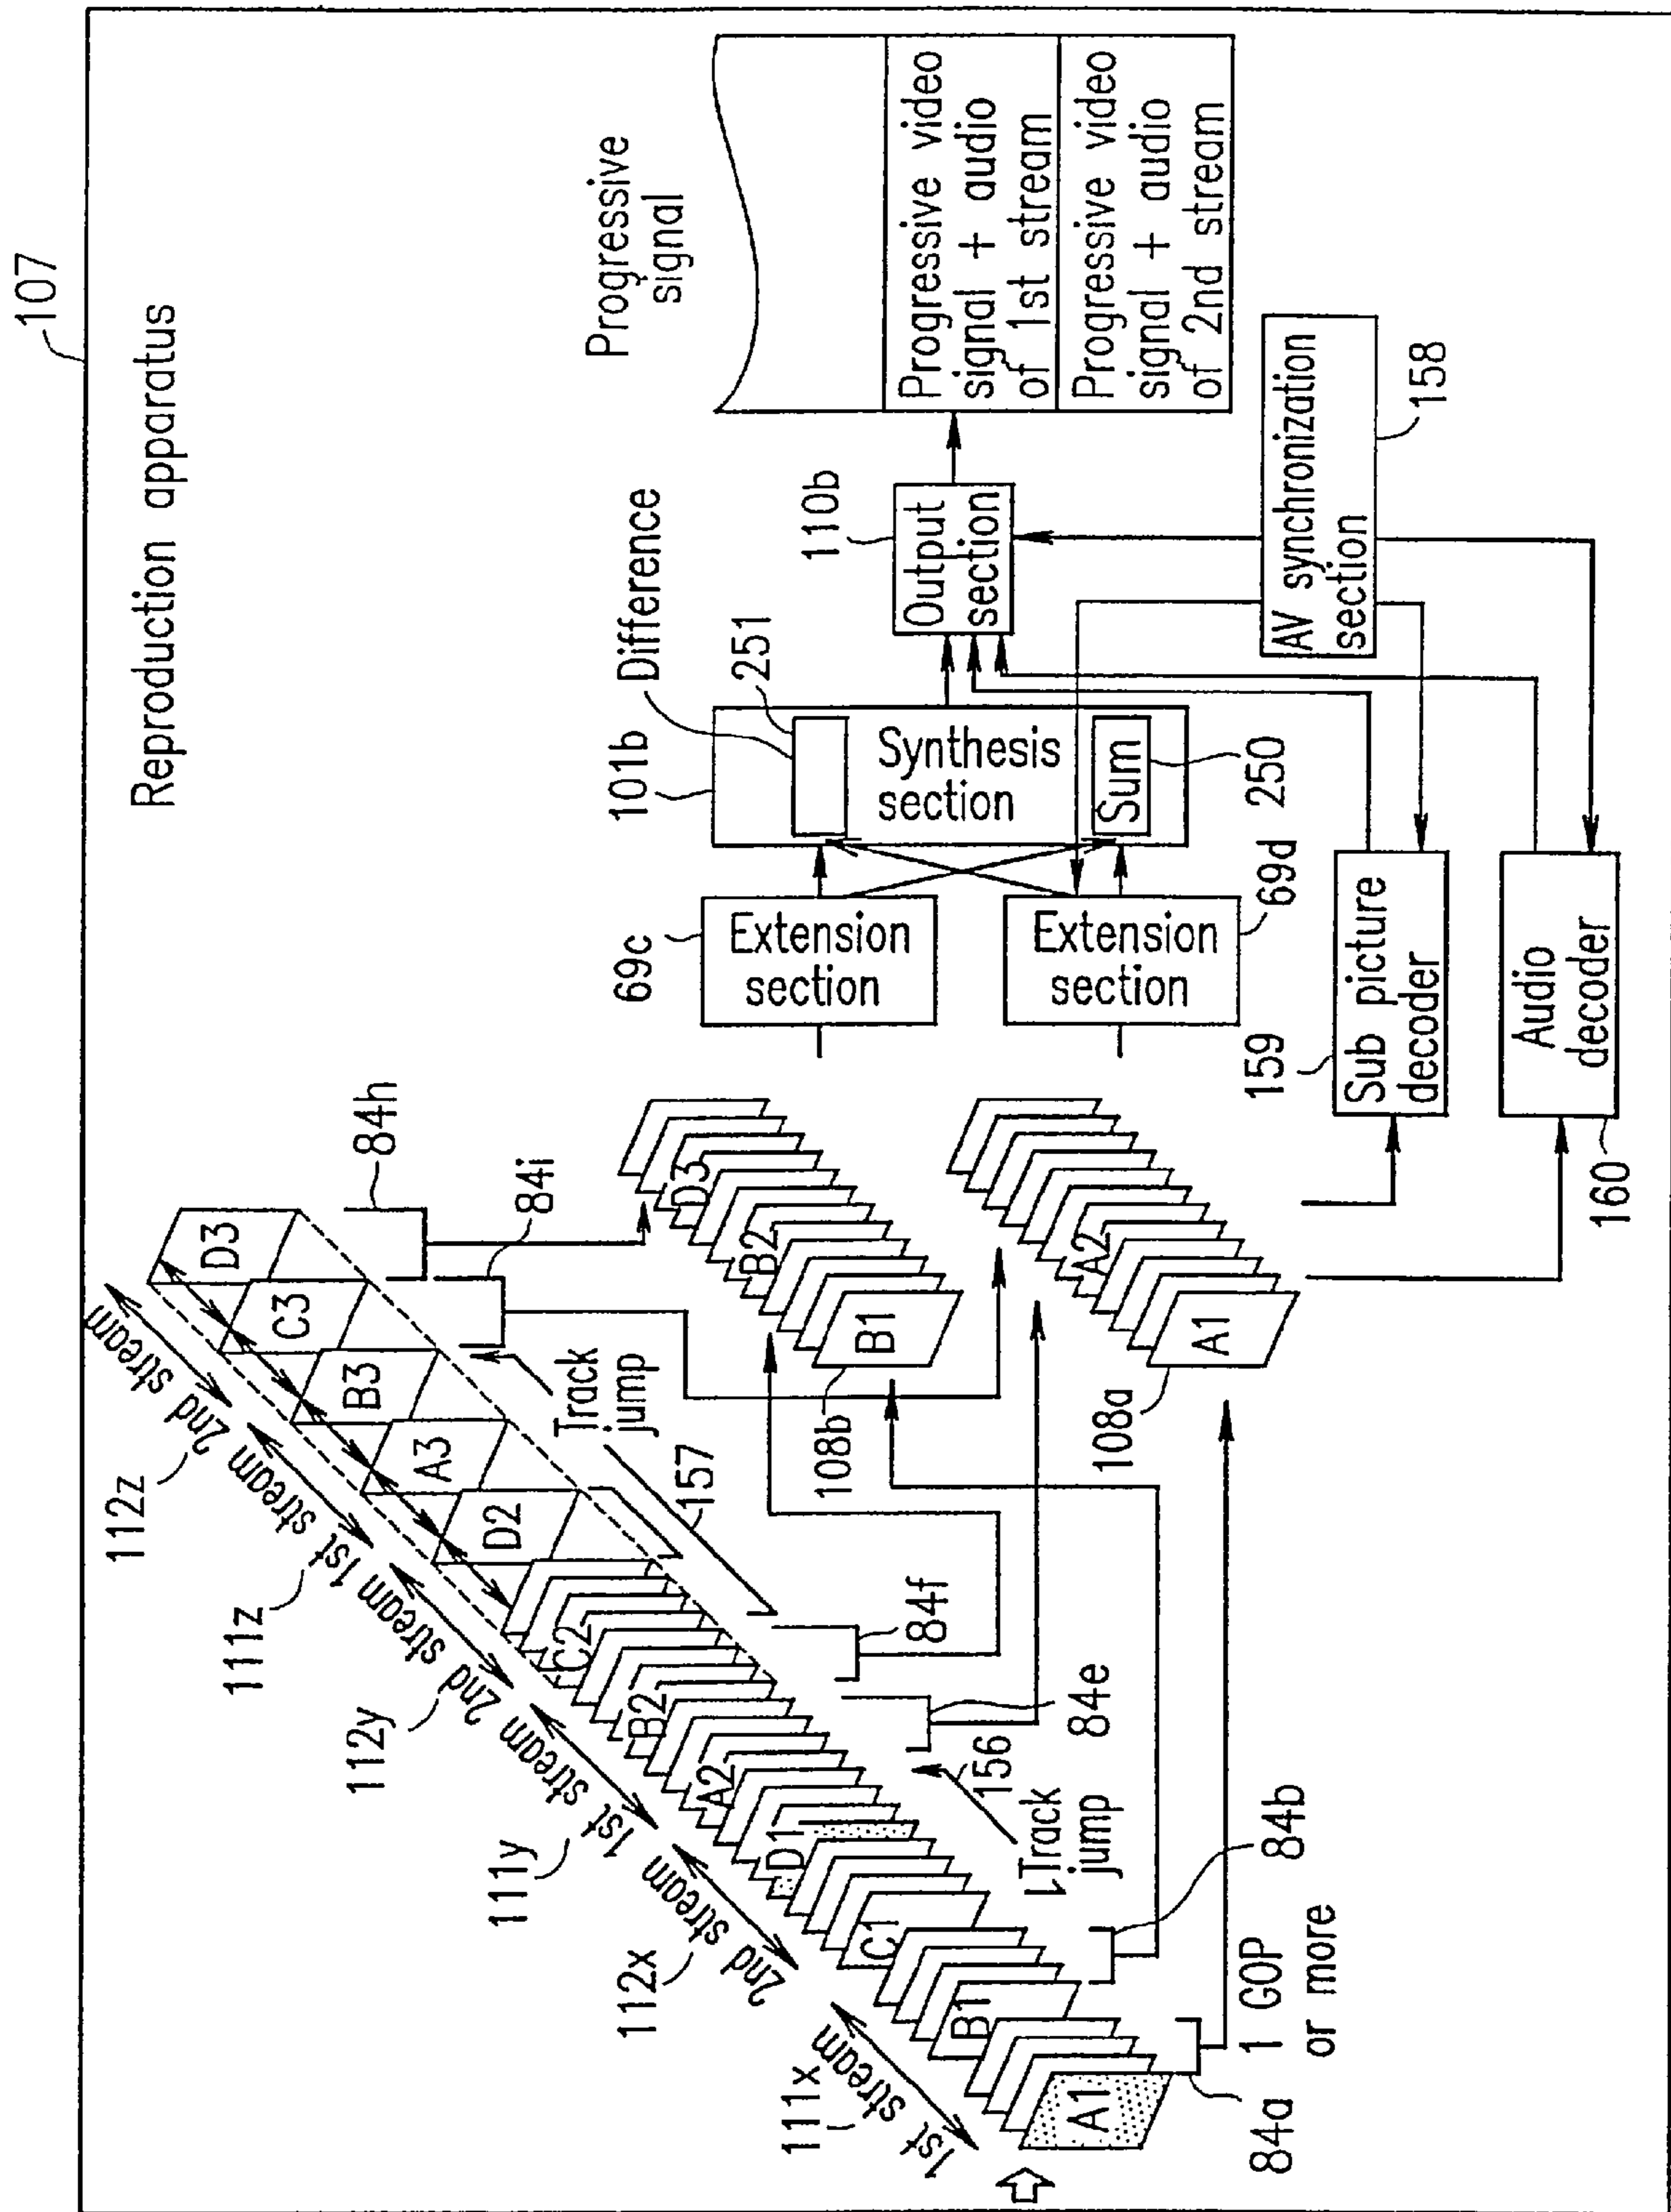 107
Reproduction apparatus
Progressive
signal
Progressive video
signal + audio
of 1st stream
Progressive video
signal + audio
of 2nd stream
110b
Output
section
AV synchronization
section
158
Difference
251
101b
Synthesis
section
Sum
250
69c
Extension
section
Extension
section
69d
159
Sub picture
decoder
Audio
decoder
160
84h
84i
D3
C3
B3
A3
D2
C2
B2
A2
D1
C1
B1
A1
D3
B2
B1
108b
A2
A1
108a
Track
jump
157
84f
84e
156
Track
jump
84b
1 GOP
or more
84a
112z
2nd stream
111z
1st stream
112y
2nd stream
111y
1st stream
112x
2nd stream
111x
1st stream